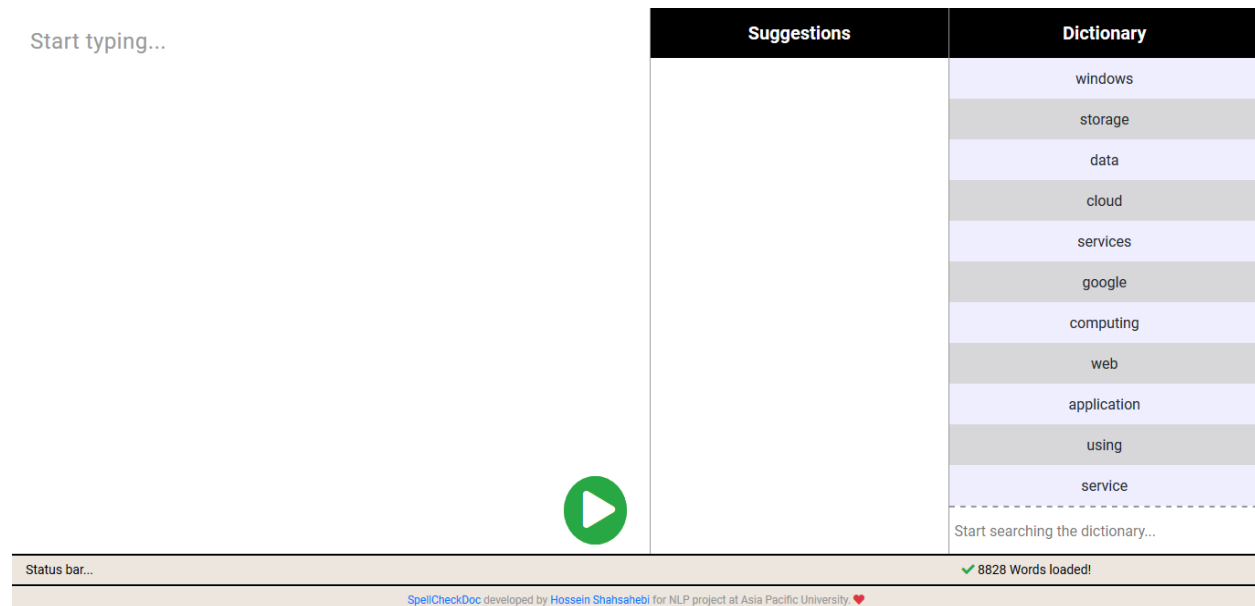 Start typing...
Suggestions
Dictionary
windows
storage
data
cloud
services
google
computing
web
application
using
service
Start searching the dictionary...
Status bar...
8828 Words loaded!
SpellCheckDoc developed by Hossein Shahsahebi for NLP project at Asia Pacific University.